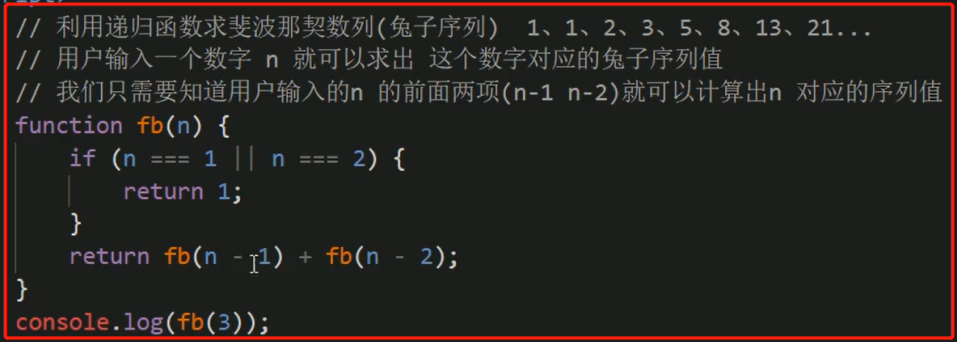 // 利用递归函数求斐波那契数列(兔子序列)  1、1、2、3、5、8、13、21...
// 用户输入一个数字 n 就可以求出 这个数字对应的兔子序列值
// 我们只需要知道用户输入的n 的前面两项(n-1 n-2)就可以计算出n 对应的序列值
function fb(n) {
    if (n === 1 || n === 2) {
        return 1;
    }
    return fb(n - 1) + fb(n - 2);
}
console.log(fb(3));